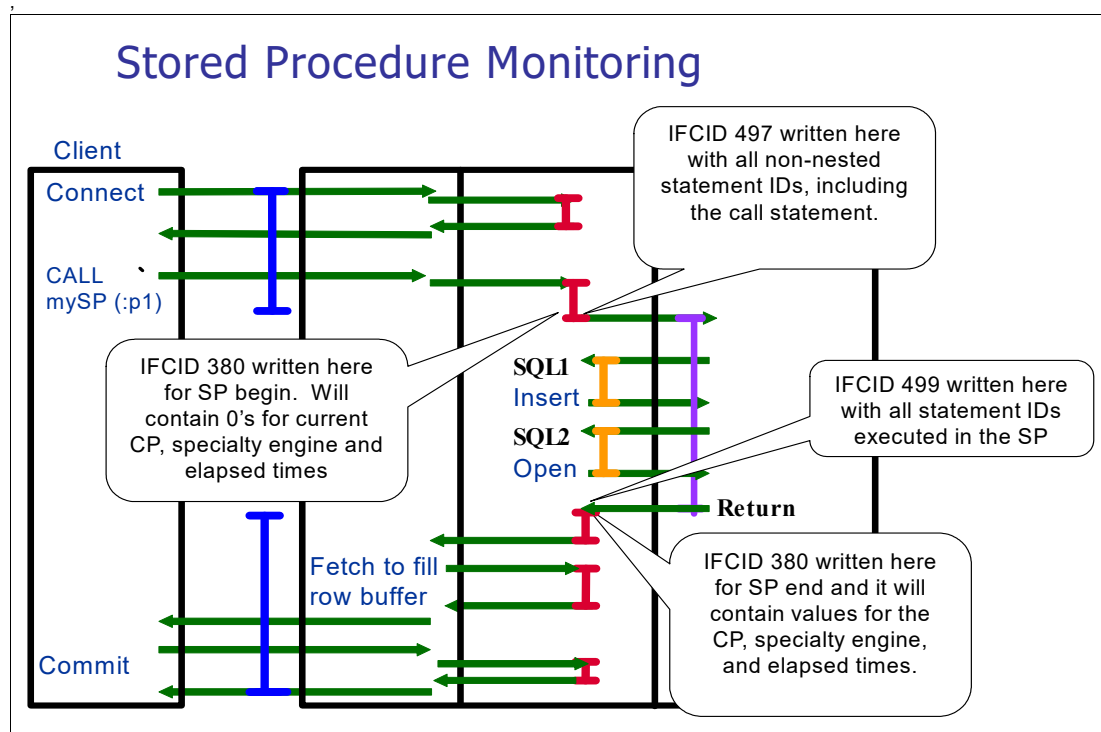 ,
Stored Procedure Monitoring
IFCID 497 written here
with all non-nested
statement IDs, including
the call statement.
Client
Connect
CALL
mySP (:p1)
IFCID 380 written here
for SP begin. Will
contain 0's for current
CP, specialty engine and
elapsed times
SQL1
Insert
SQL2
Open
IFCID 499 written here
with all statement IDs
executed in the SP
Return
Fetch to fill
row buffer
IFCID 380 written here
for SP end and it will
contain values for the
CP, specialty engine,
and elapsed times.
Commit